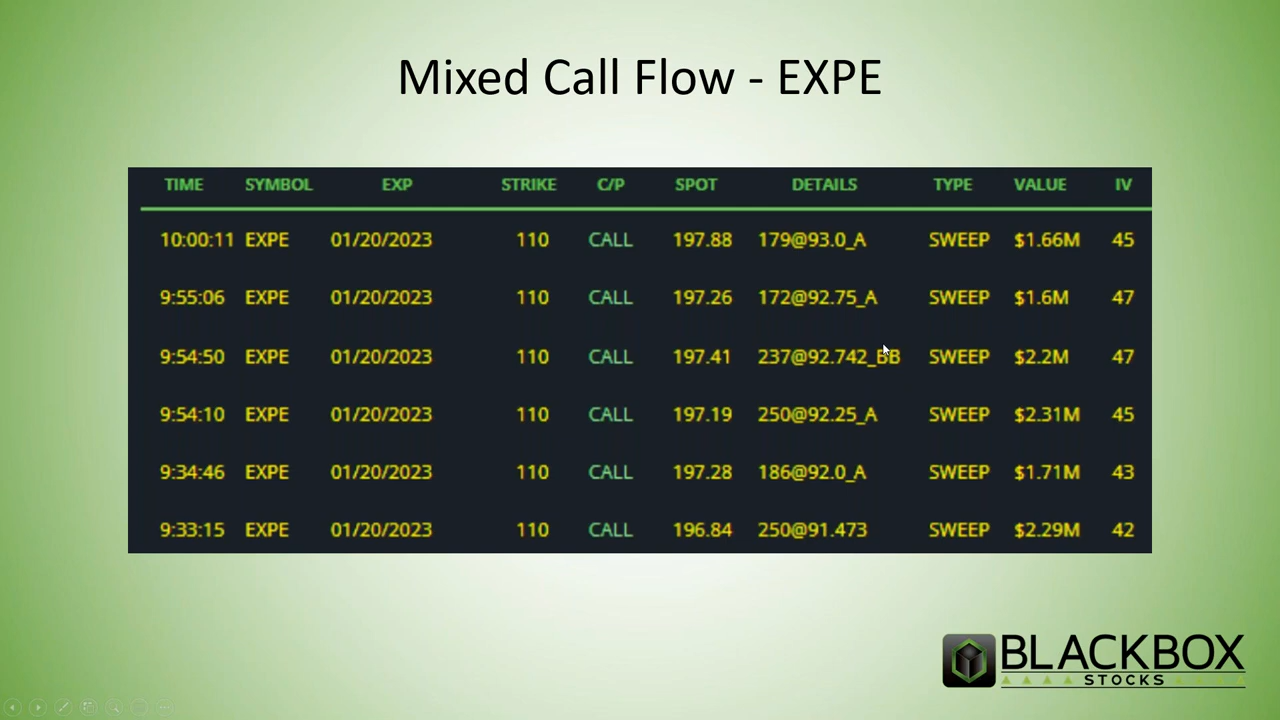 Mixed Call Flow - EXPE
TIME SYMBOL EXP STRIKE C/P SPOT DETAILS TYPE VALUE IV
10:00:11 EXPE 01/20/2023 110 CALL 197.88 179@93.0_A SWEEP $1.66M 45
9:55:06 EXPE 01/20/2023 110 CALL 197.26 172@92.75_A SWEEP $1.6M 47
9:54:50 EXPE 01/20/2023 110 CALL 197.41 237@92.742_BB SWEEP $2.2M 47
9:54:10 EXPE 01/20/2023 110 CALL 197.19 250@92.25_A SWEEP $2.31M 45
9:34:46 EXPE 01/20/2023 110 CALL 197.28 186@92.0_A SWEEP $1.71M 43
9:33:15 EXPE 01/20/2023 110 CALL 196.84 250@91.473 SWEEP $2.29M 42
BLACKBOX
STOCKS